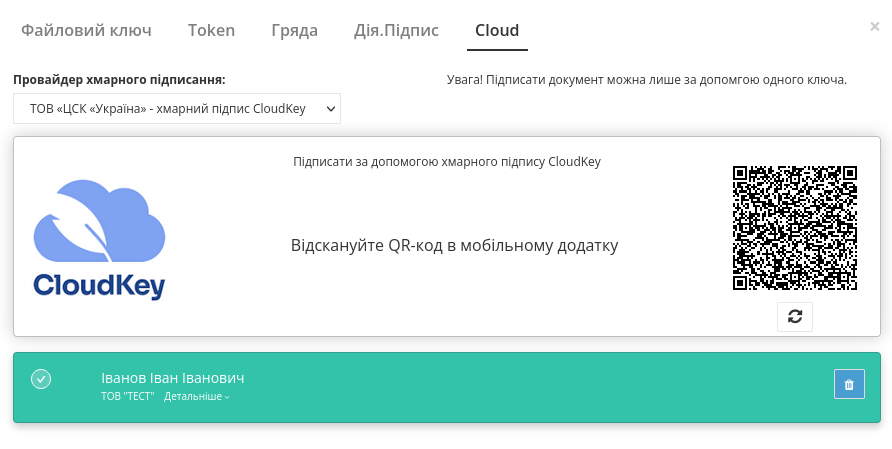 Файловий ключ Token Гряда Дія.Підпис Cloud ×
Провайдер хмарного підписання:
Увага! Підписати документ можна лише за допомгою одного ключа.
ТОВ «ЦСК «Україна» - хмарний підпис CloudKey
Підписати за допомогою хмарного підпису CloudKey
CloudKey
Відскануйте QR-код в мобільному додатку
Іванов Іван Іванович
ТОВ "ТЕСТ" Детальніше